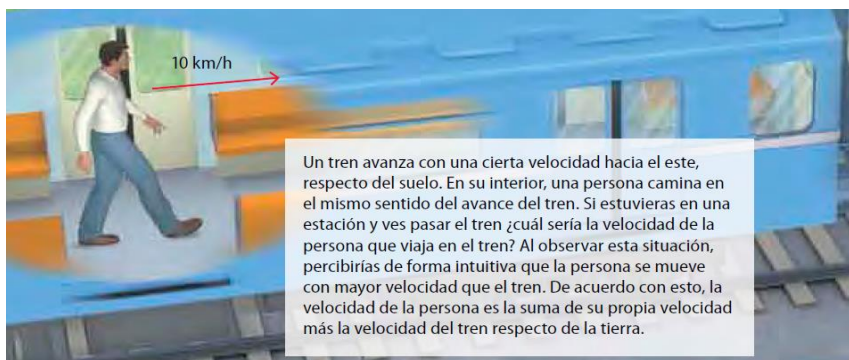 10 km/h
Un tren avanza con una cierta velocidad hacia el este,
respecto del suelo. En su interior, una persona camina en
el mismo sentido del avance del tren. Si estuvieras en una
estación y ves pasar el tren ¿cuál sería la velocidad de la
persona que viaja en el tren? Al observar esta situación,
percibirías de forma intuitiva que la persona se mueve
con mayor velocidad que el tren. De acuerdo con esto, la
velocidad de la persona es la suma de su propia velocidad
más la velocidad del tren respecto de la tierra.